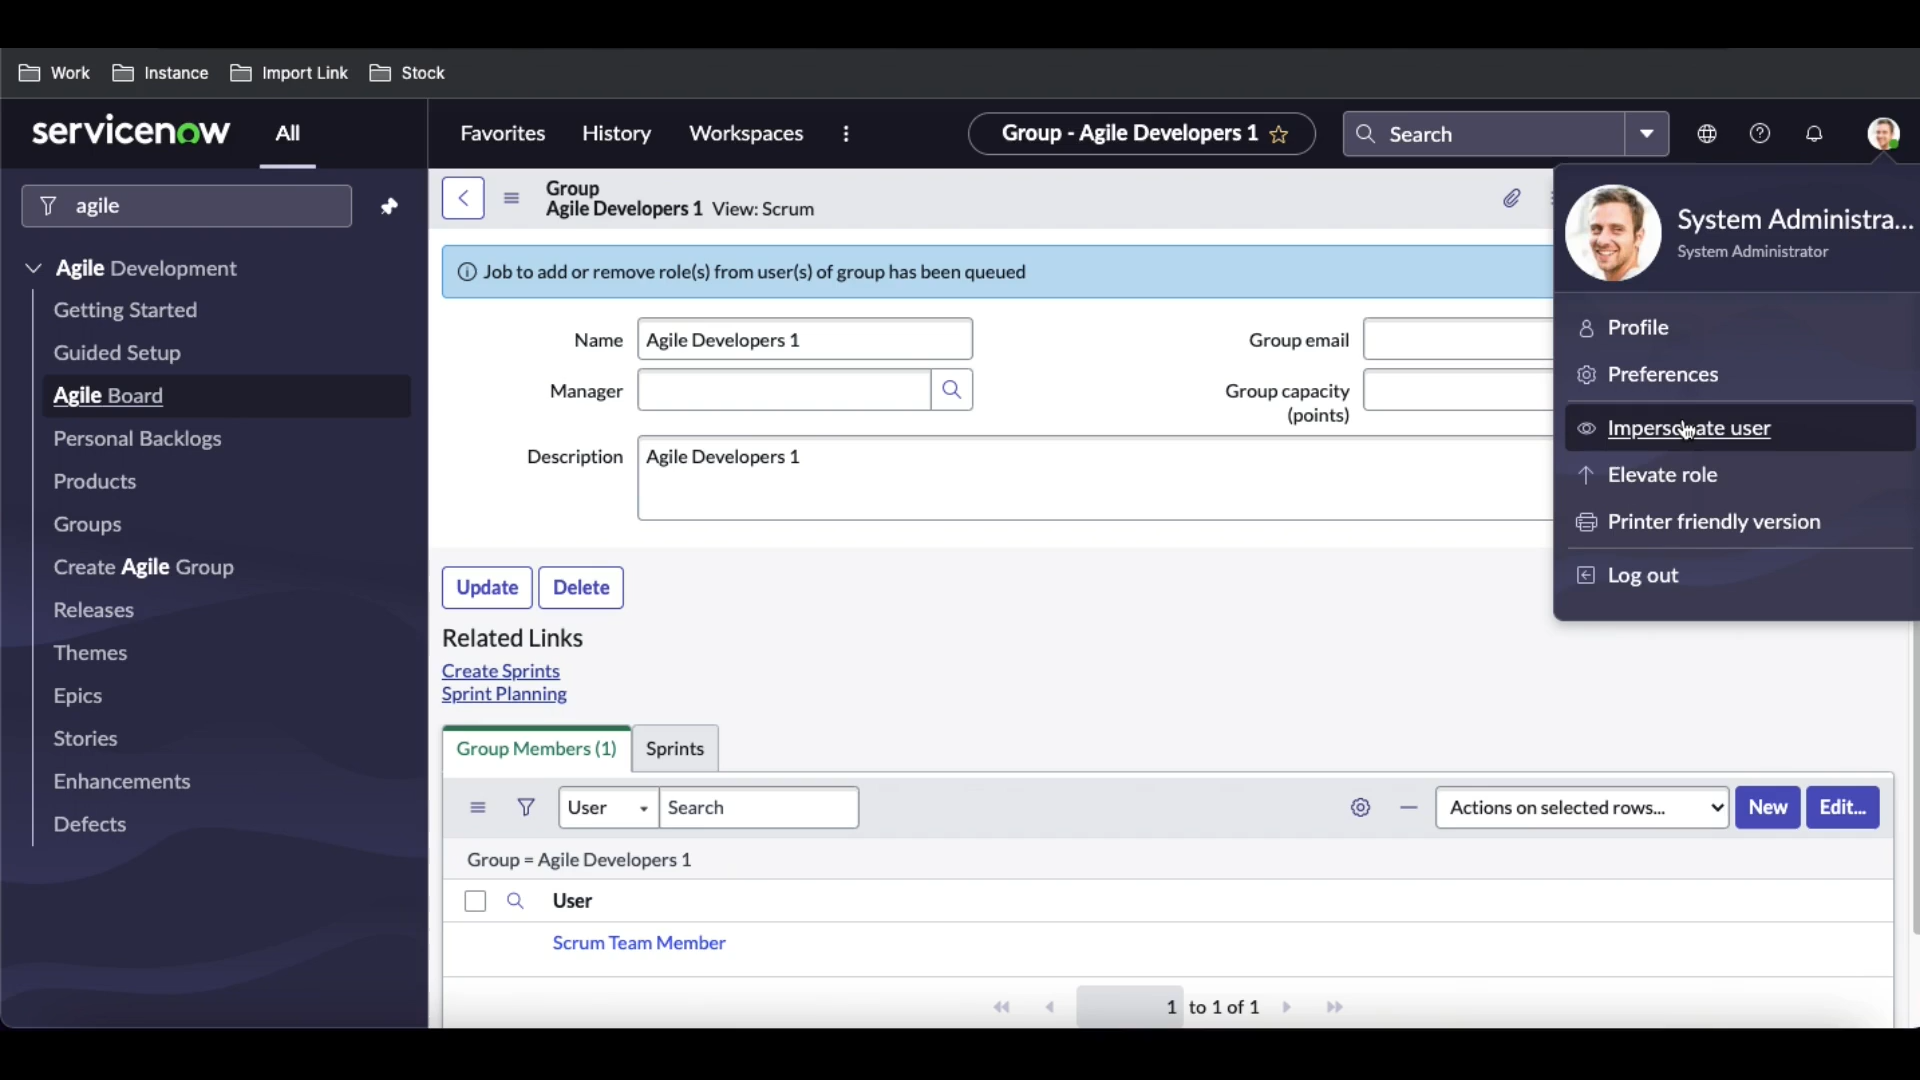 Work Instance Import Link Stock
servicenow All Favorites History Workspaces Group - Agile Developers 1 Search
agile
Agile Development
Getting Started
Guided Setup
Agile Board
Personal Backlogs
Products
Groups
Create Agile Group
Releases
Themes
Epics
Stories
Enhancements
Defects
Group
Agile Developers 1 View: Scrum
Job to add or remove role(s) from user(s) of group has been queued
Name Agile Developers 1 Group email
Manager Group capacity
(points)
Description Agile Developers 1
Update Delete
Related Links
Create Sprints
Sprint Planning
Group Members (1) Sprints
User Search Actions on selected rows... New Edit...
Group = Agile Developers 1
User
Scrum Team Member
1 to 1 of 1
System Administra...
System Administrator
Profile
Preferences
Impersonate user
Elevate role
Printer friendly version
Log out